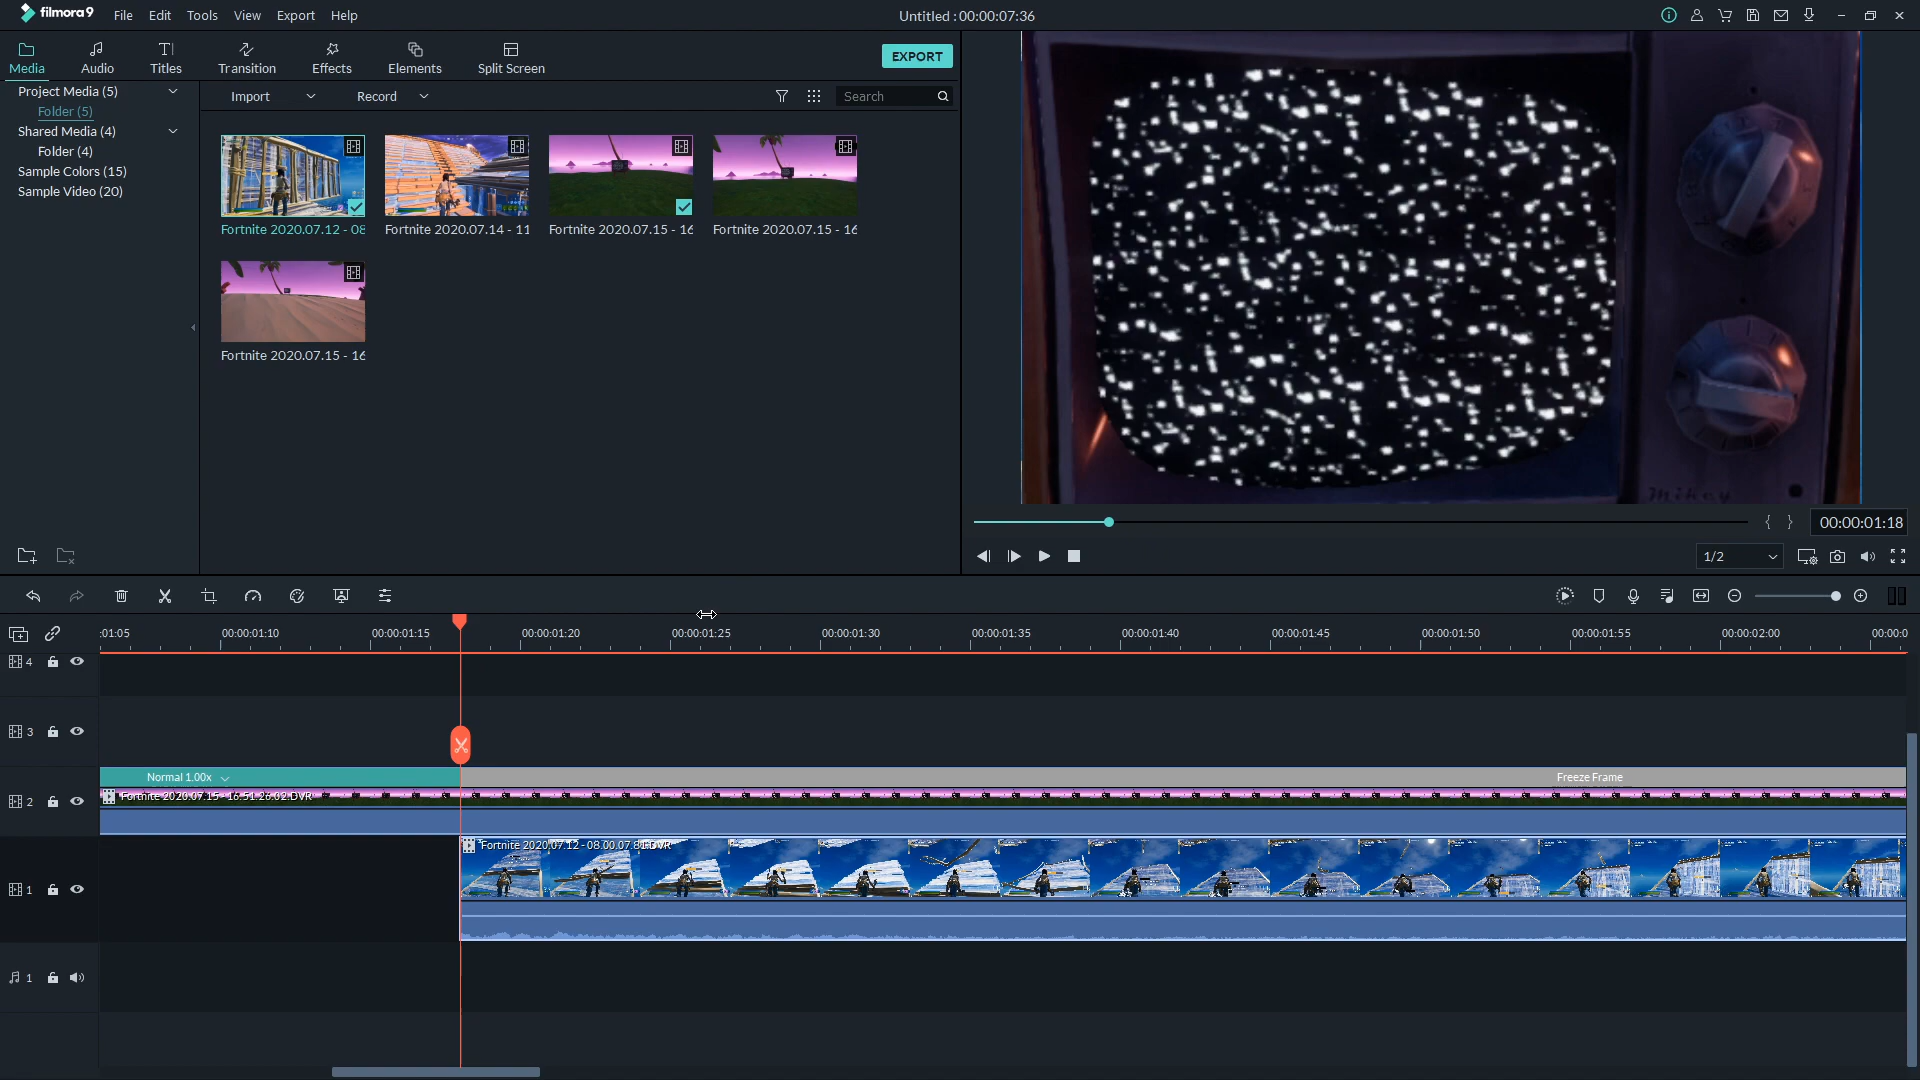 filmora9 File Edit Tools View Export Help Untitled : 00:00:07:36
Media Audio Titles Transition Effects Elements Split Screen EXPORT
Project Media (5)
Folder (5)
Shared Media (4)
Folder (4)
Sample Colors (15)
Sample Video (20)
Import Record Search
Fortnite 2020.07.12 - 08
Fortnite 2020.07.14 - 11
Fortnite 2020.07.15 - 16
Fortnite 2020.07.15 - 16
Fortnite 2020.07.15 - 16
Mikey
{ } 00:00:01:18
1/2
:01:05 00:00:01:10 00:00:01:15 00:00:01:20 00:00:01:25 00:00:01:30 00:00:01:35 00:00:01:40 00:00:01:45 00:00:01:50 00:00:01:55 00:00:02:00 00:00:0
4
3
Normal 1.00x Freeze Frame
2 Fortnite 2020.07.15 - 16.51.26.02.DVR
Fortnite 2020.07.12 - 08.00.07.81.DVR
1
1